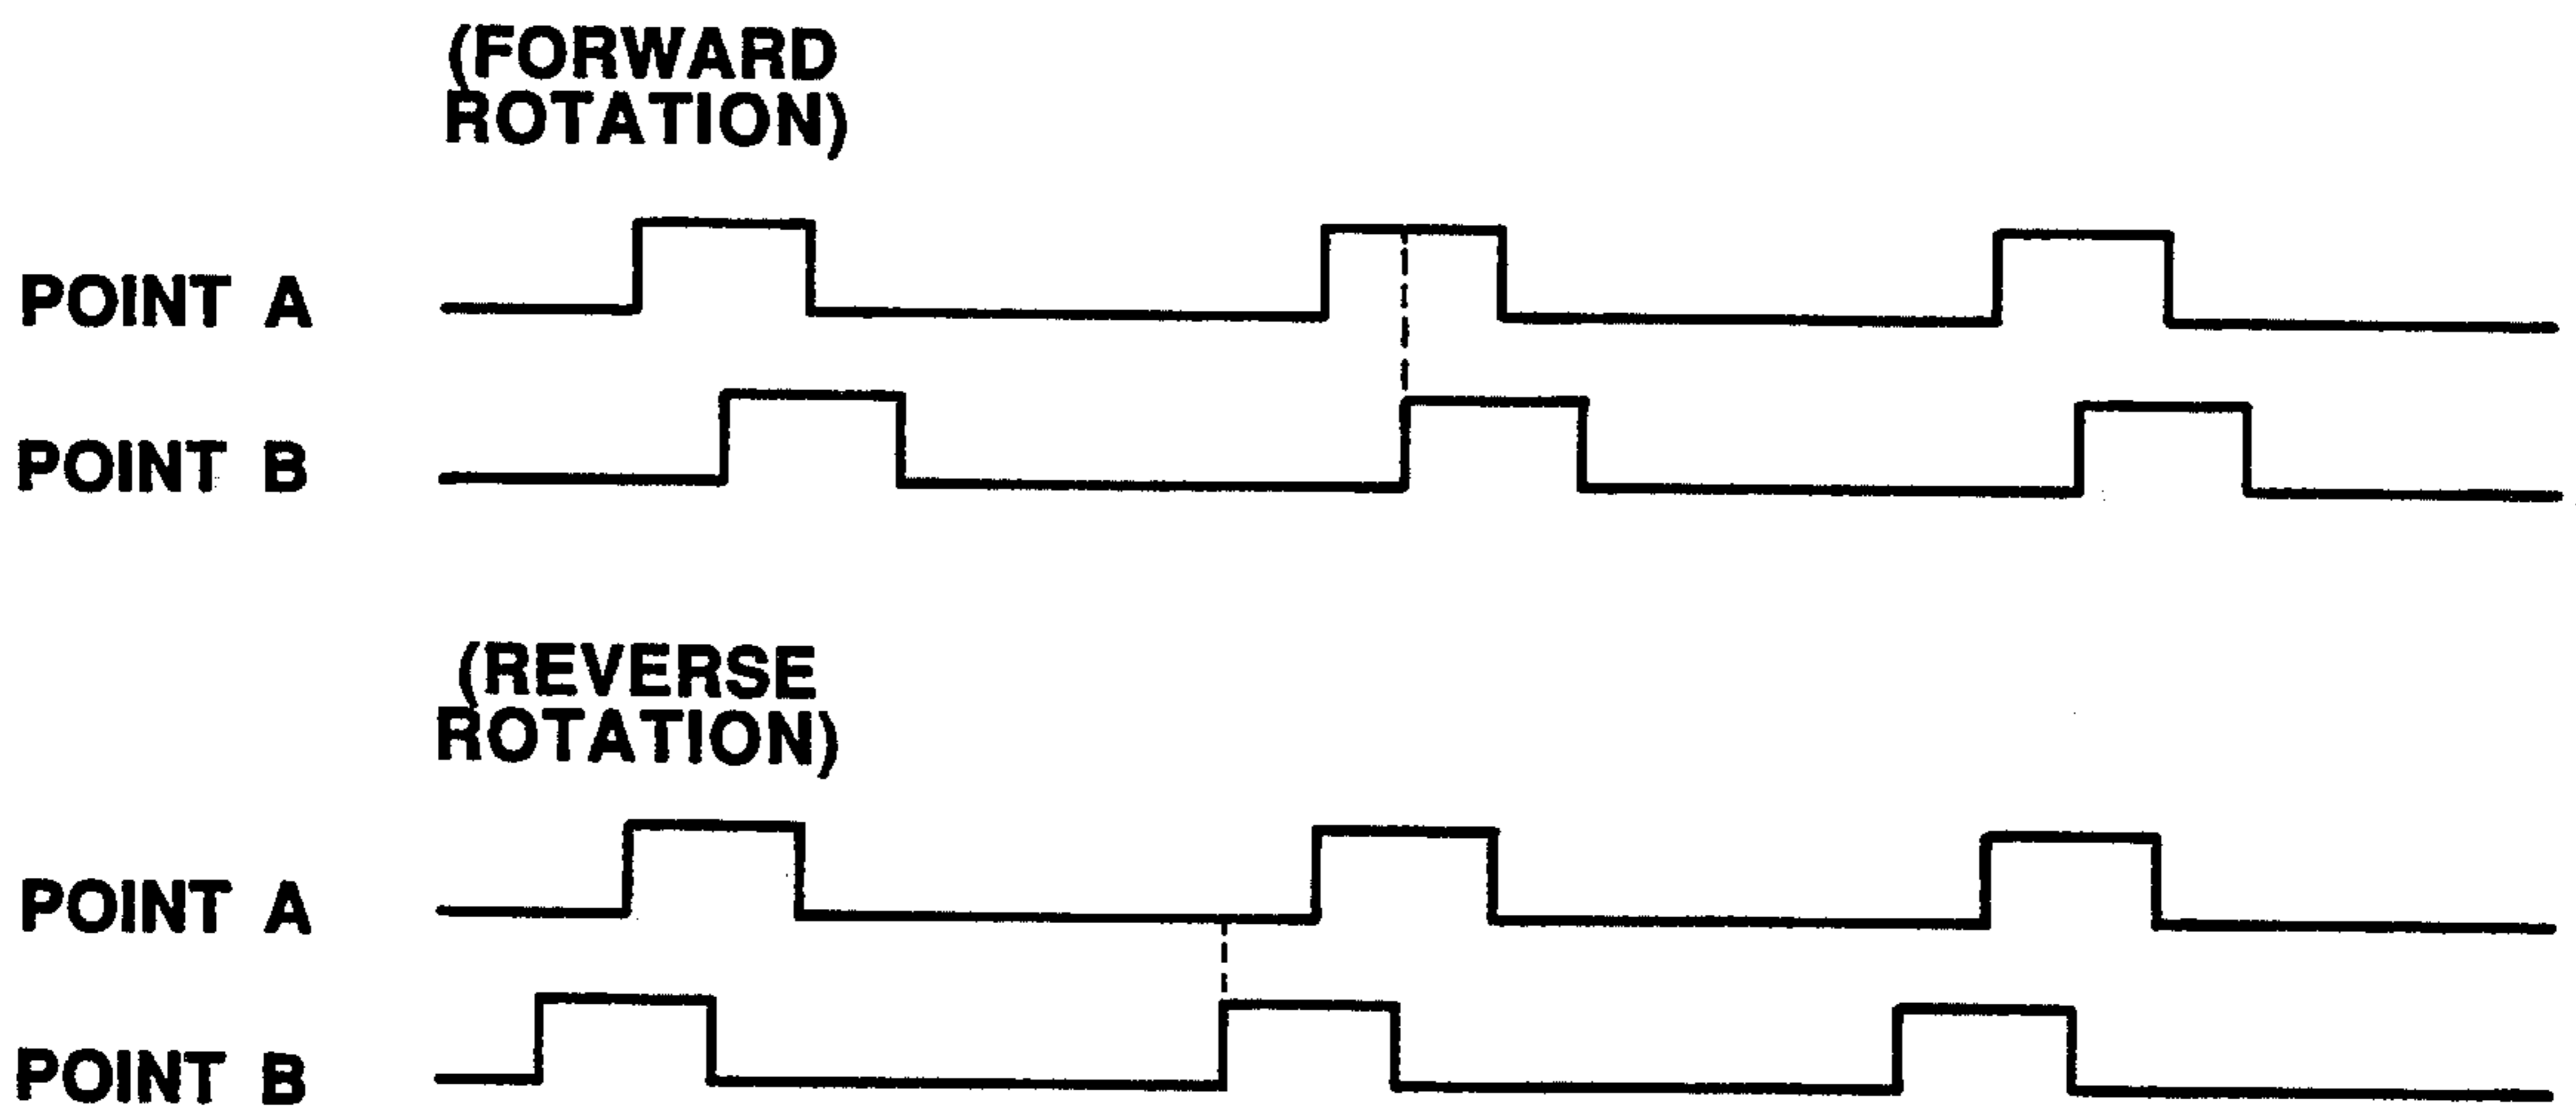 (FORWARD
ROTATION)
POINT A
POINT B
(REVERSE
ROTATION)
POINT A
POINT B